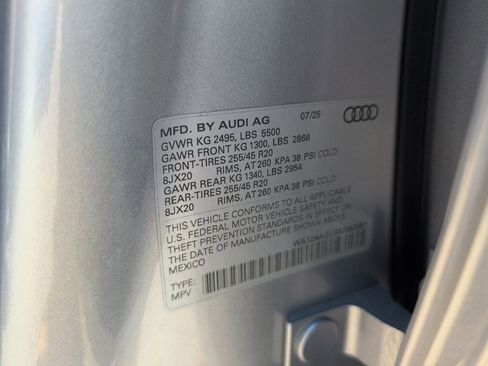 MFD. BY AUDI AG 07/25
GVWR KG 2495, LBS 5500
GAWR FRONT KG 1300, LBS 2866
FRONT-TIRES 255/45 R20
8JX20 RIMS, AT 260 KPA 38 PSI COLD
GAWR REAR KG 1340, LBS 2954
REAR-TIRES 255/45 R20
8JX20 RIMS, AT 260 KPA 38 PSI COLD
THIS VEHICLE CONFORMS TO ALL APPLICABLE
U.S. FEDERAL MOTOR VEHICLE SAFETY AND
THEFT PREVENTION STANDARDS IN EFFECT ON
THE DATE OF MANUFACTURE SHOWN ABOVE
MEXICO
TYPE:
MPV